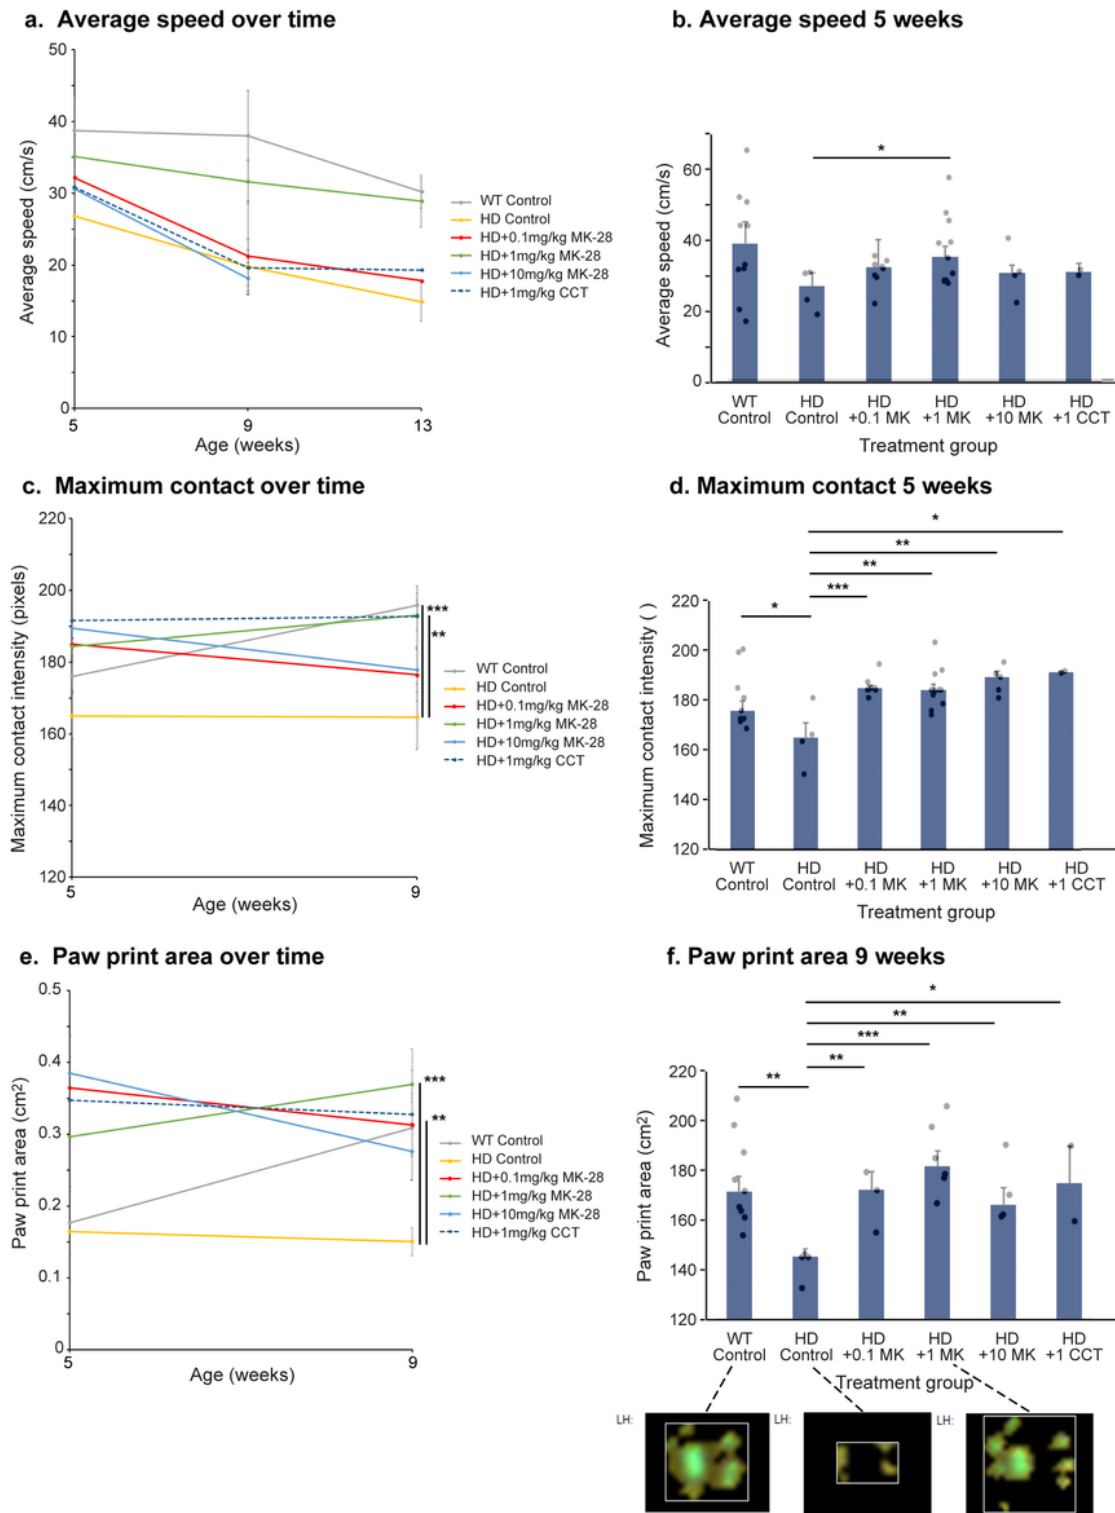 a. Average speed over time
50
40
30
20
10
0
5
9
13
Average speed (cm/s)
Age (weeks)
WT Control
HD Control
HD+0.1mg/kg MK-28
HD+1mg/kg MK-28
HD+10mg/kg MK-28
HD+1mg/kg CCT
b. Average speed 5 weeks
*
60
40
20
0
Average speed (cm/s)
WT Control
HD Control
HD +0.1 MK
HD +1 MK
HD +10 MK
HD +1 CCT
Treatment group
c. Maximum contact over time
220
200
180
160
140
120
5
9
Maximum contact intensity (pixels)
Age (weeks)
***
**
WT Control
HD Control
HD+0.1mg/kg MK-28
HD+1mg/kg MK-28
HD+10mg/kg MK-28
HD+1mg/kg CCT
d. Maximum contact 5 weeks
*
**
**
***
*
220
200
180
160
140
120
Maximum contact intensity ( )
WT Control
HD Control
HD +0.1 MK
HD +1 MK
HD +10 MK
HD +1 CCT
Treatment group
e. Paw print area over time
0.5
0.4
0.3
0.2
0.1
0
5
9
Paw print area (cm²)
Age (weeks)
***
**
WT Control
HD Control
HD+0.1mg/kg MK-28
HD+1mg/kg MK-28
HD+10mg/kg MK-28
HD+1mg/kg CCT
f. Paw print area 9 weeks
*
**
***
**
**
220
200
180
160
140
120
Paw print area (cm²)
WT Control
HD Control
HD +0.1 MK
HD +1 MK
HD +10 MK
HD +1 CCT
Treatment group
LH:
LH:
LH: